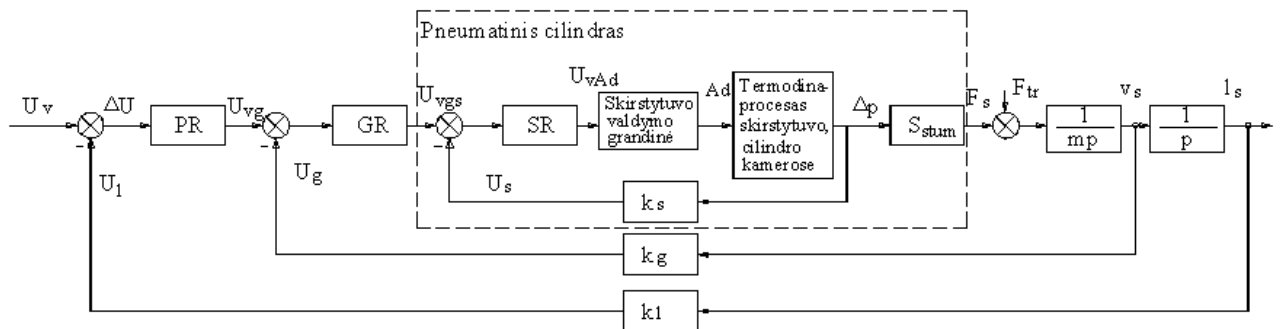 Pneumatinis cilindras
U v
ΔU
PR
U vg
GR
U vgs
SR
U vAd
Skirstytuvo
valdymo
grandinė
Ad
Termodina-
procesas
skirstytuvo,
cilindro
kamerose
Δp
S stum
F s
F tr
1
mp
v s
1
p
l s
U 1
U g
U s
k s
k g
k1